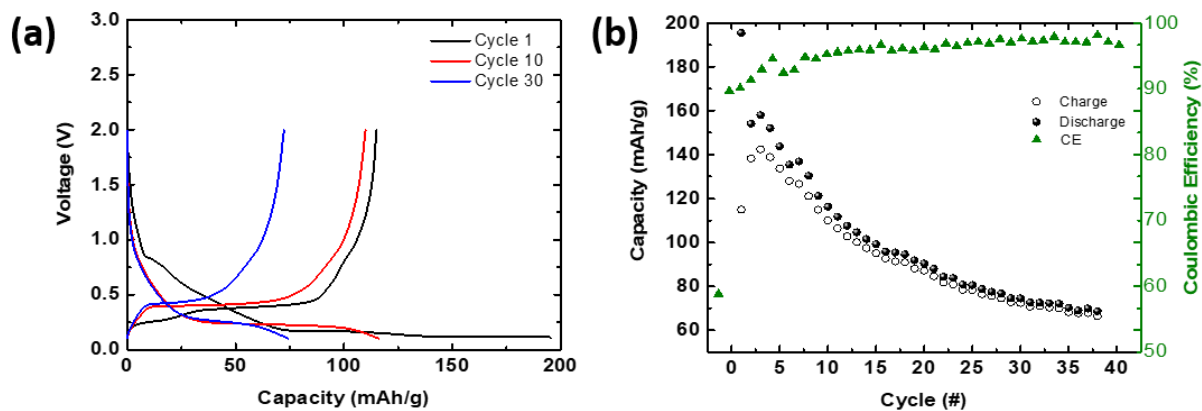 (a)
3.0
2.5
2.0
1.5
1.0
0.5
0.0
Voltage (V)
Cycle 1
Cycle 10
Cycle 30
0
50
100
150
200
Capacity (mAh/g)
(b)
200
180
160
140
120
100
80
60
Capacity (mAh/g)
Charge
Discharge
CE
100
90
80
70
60
50
Coulombic Efficiency (%)
0
5
10
15
20
25
30
35
40
Cycle (#)